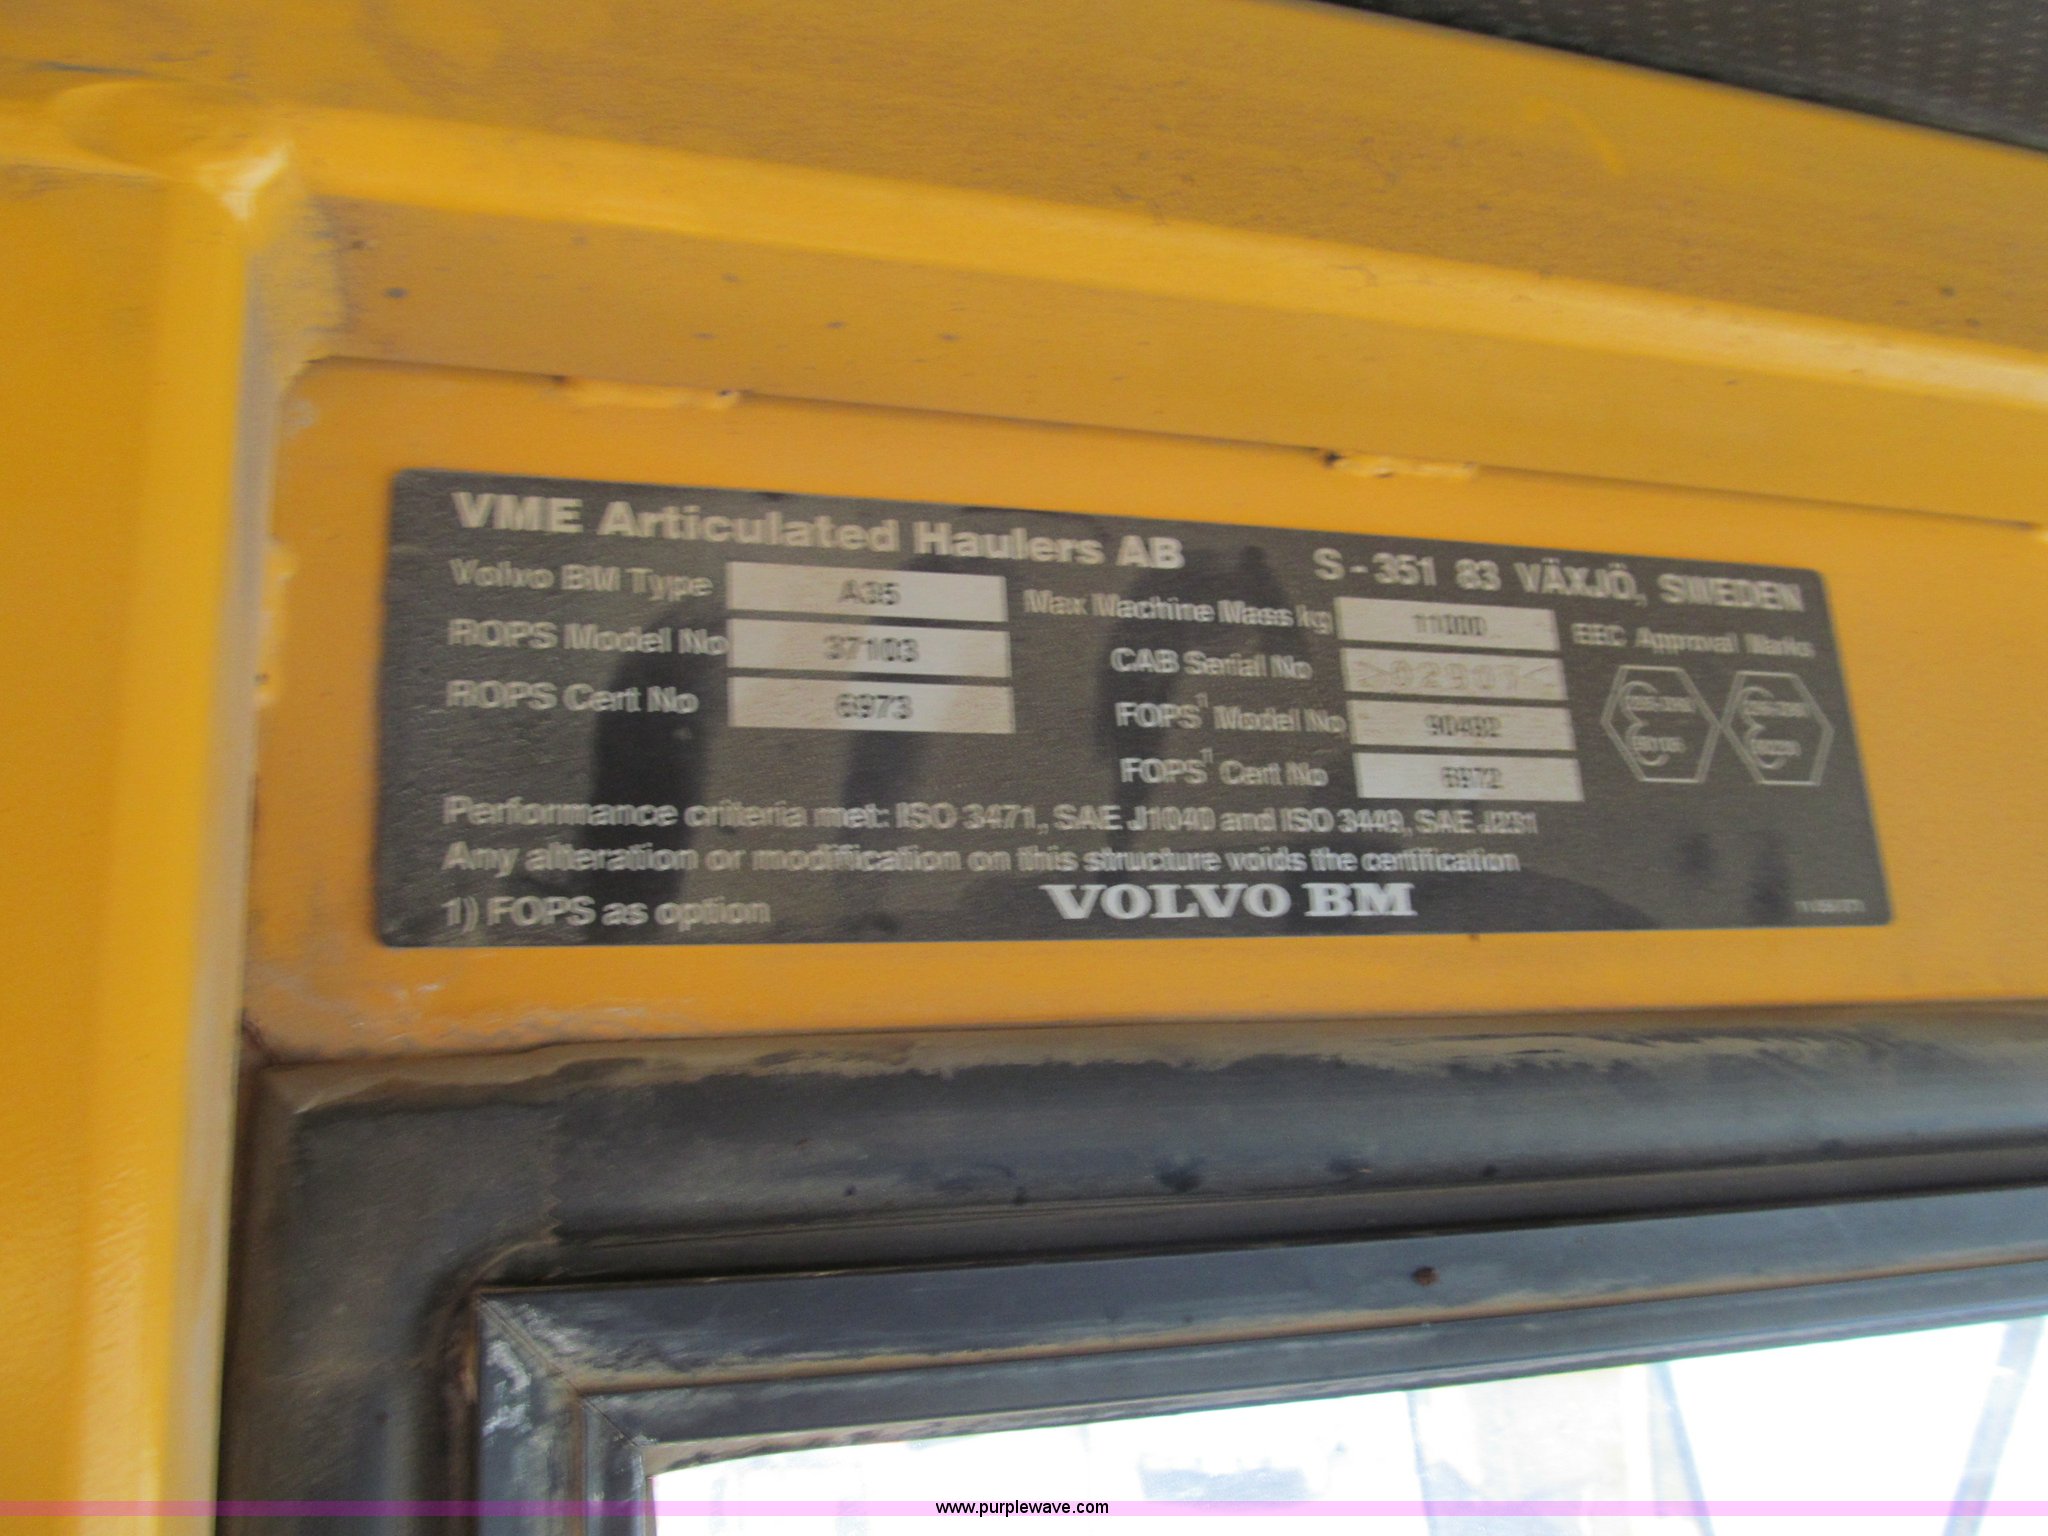 VME Articulated Haulers AB
S - 351 83 VÄXJÖ, SWEDEN
Volvo BM Type A35 Max Machine Mass kg 11000 EEC Approval Marks
ROPS Model No 37103 CAB Serial No
ROPS Cert No 6973 FOPS¹ Model No 90492
FOPS¹ Cert No 6972
Performance criteria met: ISO 3471, SAE J1040 and ISO 3449, SAE J231
Any alteration or modification on this structure voids the certification
1) FOPS as option VOLVO BM
www.purplewave.com